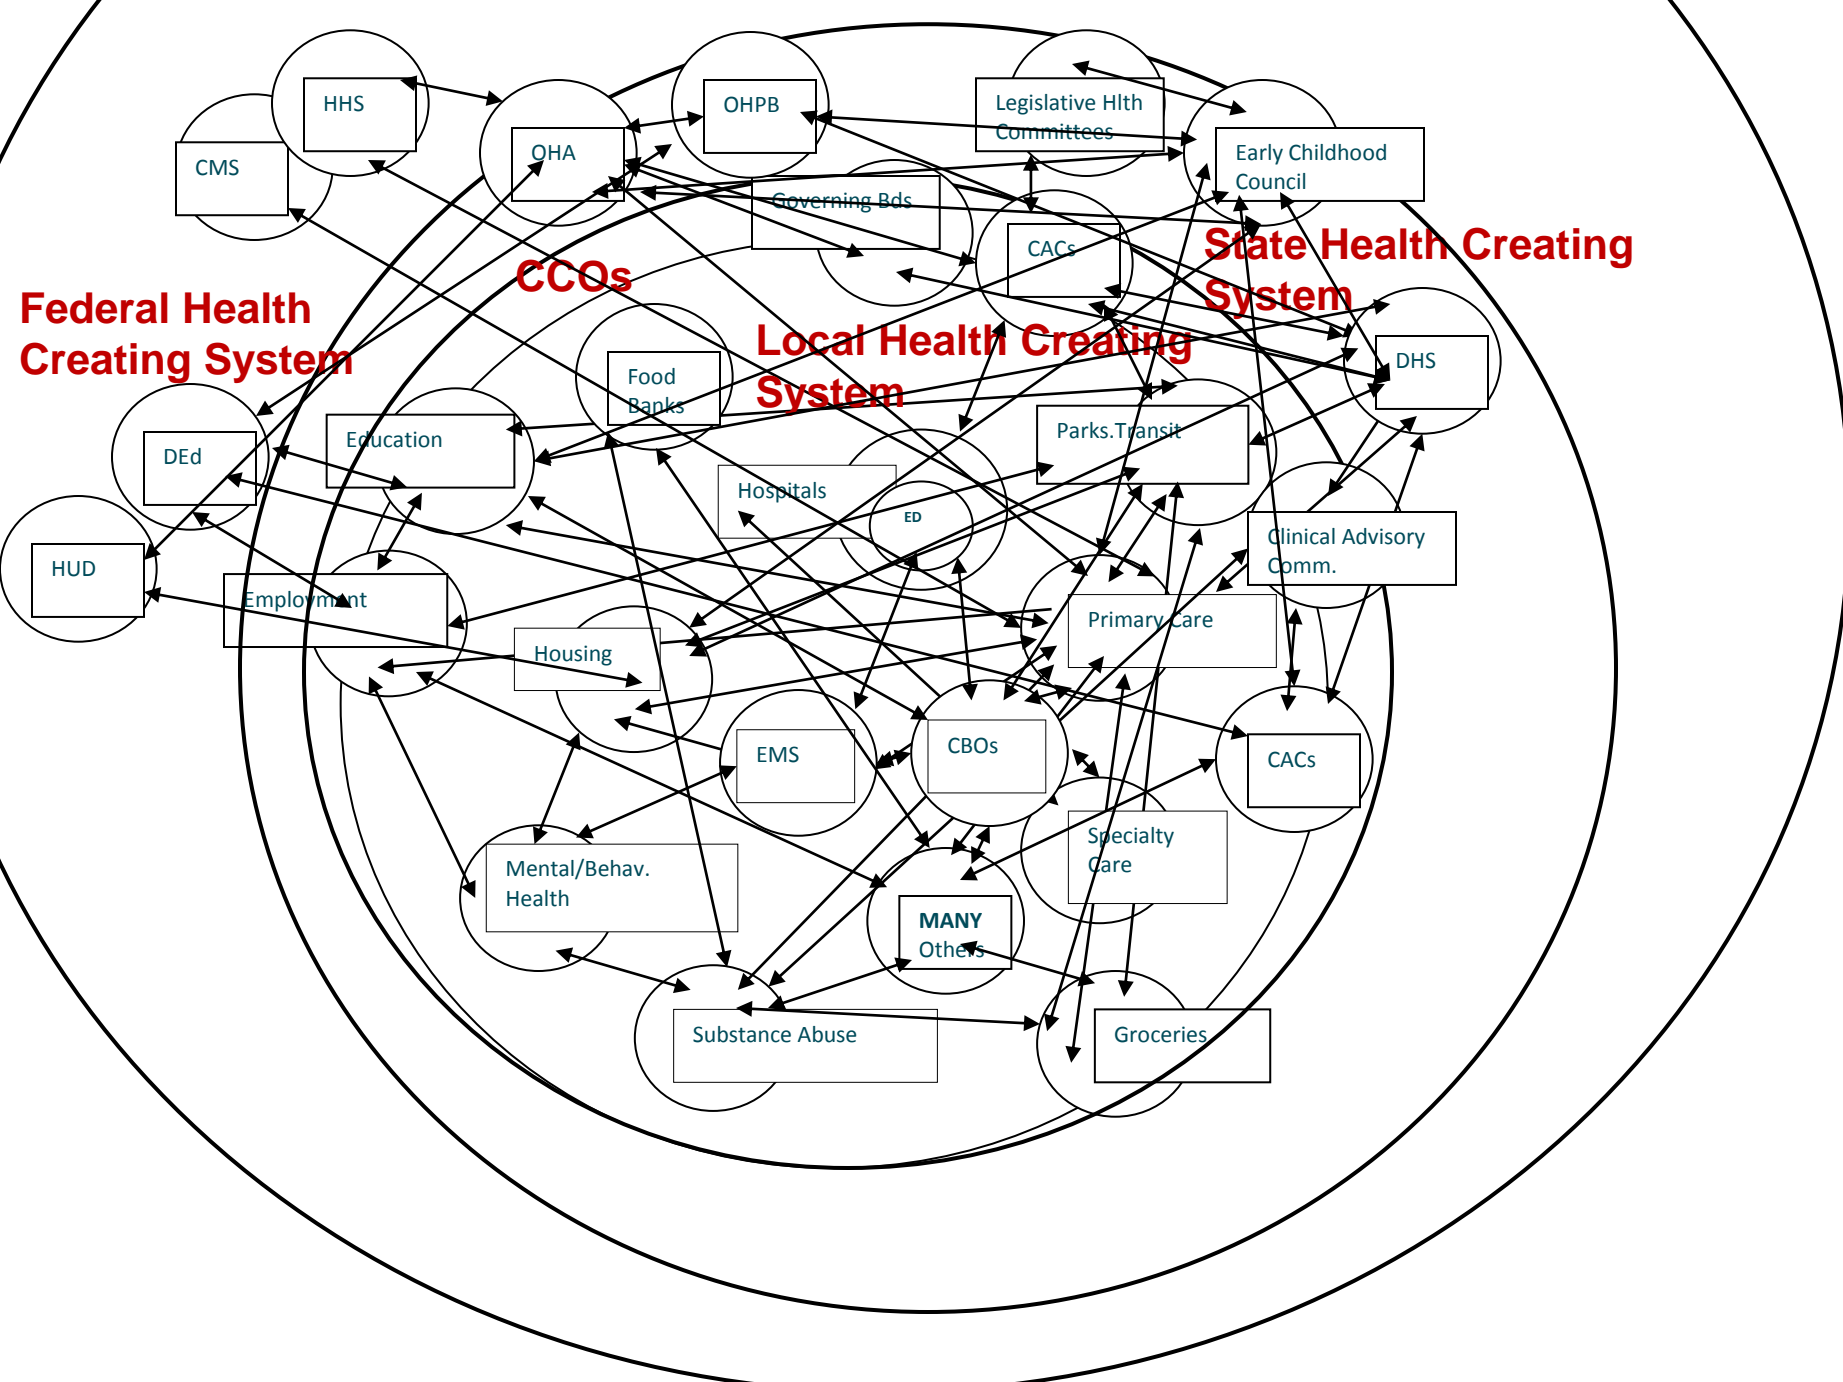 HHS
OHPB
Legislative Hlth
Committees
CMS
OHA
Early Childhood
Council
Governing Bds
CACs
State Health Creating
System
CCOs
Federal Health
Creating System
Local Health Creating
System
Food
Banks
DHS
Education
Parks.Transit
DEd
Hospitals
ED
Clinical Advisory
Comm.
HUD
Employment
Primary Care
Housing
EMS
CBOs
CACs
Mental/Behav.
Health
Specialty
Care
MANY
Others
Substance Abuse
Groceries